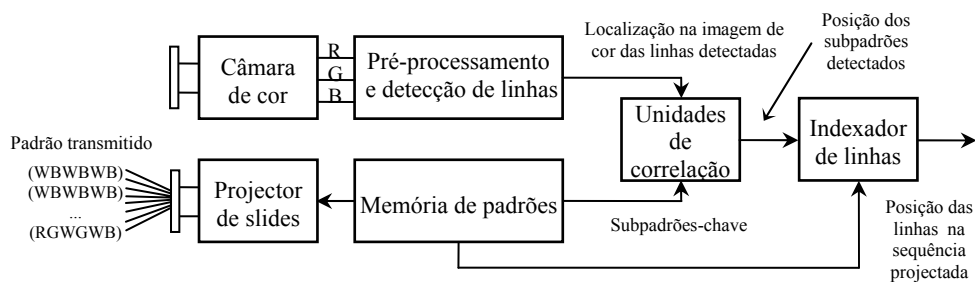 Câmara
de cor
R
G
B
Pré-processamento
e detecção de linhas
Localização na imagem de
cor das linhas detectadas
Posição dos
subpadrões
detectados
Unidades
de
correlação
Indexador
de linhas
Padrão transmitido
(WBWBWB)
(WBWBWB)
...
(RGWGWB)
Projector
de slides
Memória de padrões
Subpadrões-chave
Posição das
linhas na
sequência
projectada